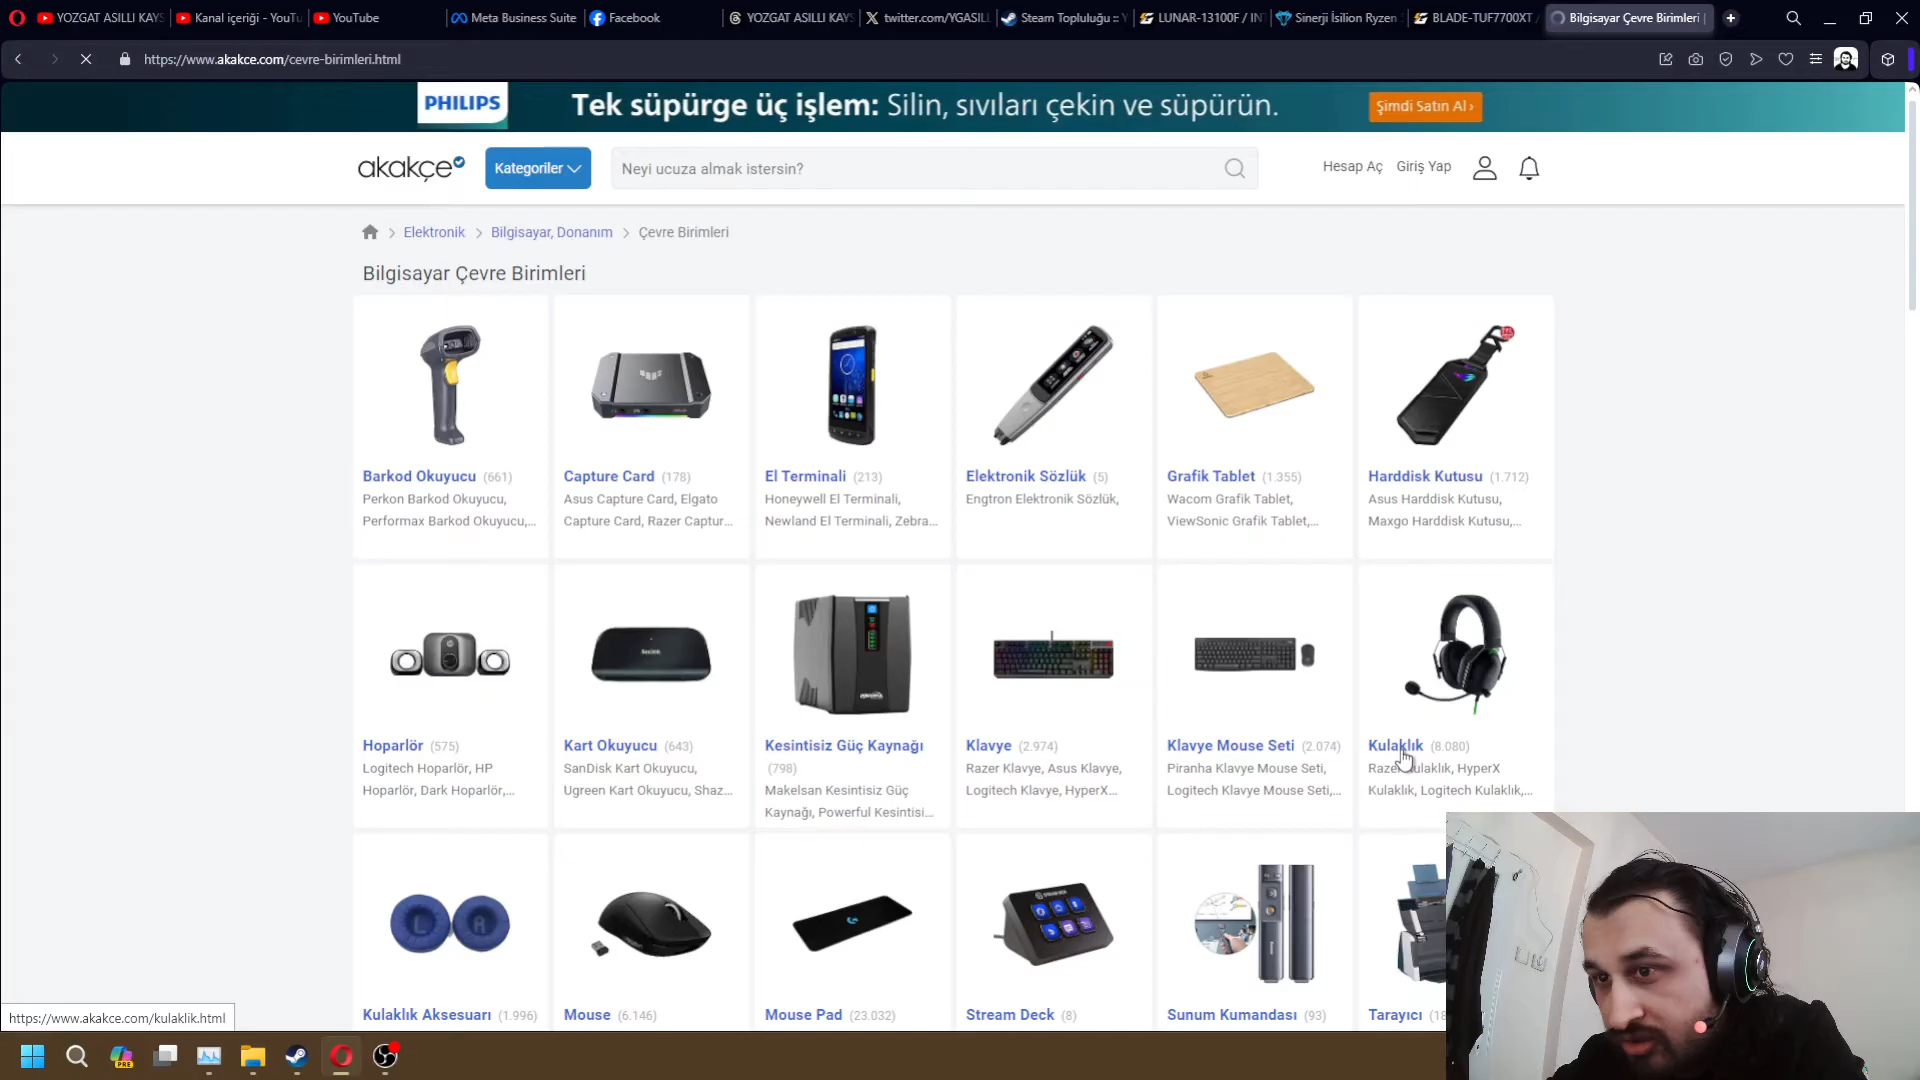 YOZGAT ASILLI KAYS
Kanal içeriği - YouTu
YouTube
Meta Business Suite
Facebook
YOZGAT ASILLI KAYS
twitter.com/YGASILL
Steam Topluluğu :: Y
LUNAR-13100F / IN
Sinerji İsilion Ryzen
BLADE-TUF7700XT /
Bilgisayar Çevre Birimleri |
https://www.akakce.com/cevre-birimleri.html
PHILIPS
Tek süpürge üç işlem: Silin, sıvıları çekin ve süpürün.
Şimdi Satın Al ›
akakçe
Kategoriler
Neyi ucuza almak istersin?
Hesap Aç
Giriş Yap
Elektronik > Bilgisayar, Donanım > Çevre Birimleri
Bilgisayar Çevre Birimleri
Barkod Okuyucu (661)
Perkon Barkod Okuyucu,
Performax Barkod Okuyucu,...
Capture Card (178)
Asus Capture Card, Elgato
Capture Card, Razer Captur...
El Terminali (213)
Honeywell El Terminali,
Newland El Terminali, Zebra...
Elektronik Sözlük (5)
Engtron Elektronik Sözlük,
Grafik Tablet (1.355)
Wacom Grafik Tablet,
ViewSonic Grafik Tablet,...
Harddisk Kutusu (1.712)
Asus Harddisk Kutusu,
Maxgo Harddisk Kutusu,...
Hoparlör (575)
Logitech Hoparlör, HP
Hoparlör, Dark Hoparlör,...
Kart Okuyucu (643)
SanDisk Kart Okuyucu,
Ugreen Kart Okuyucu, Shaz...
Kesintisiz Güç Kaynağı
(798)
Makelsan Kesintisiz Güç
Kaynağı, Powerful Kesintisi...
Klavye (2.974)
Razer Klavye, Asus Klavye,
Logitech Klavye, HyperX...
Klavye Mouse Seti (2.074)
Piranha Klavye Mouse Seti,
Logitech Klavye Mouse Seti,...
Kulaklık (8.080)
Razer Kulaklık, HyperX
Kulaklık, Logitech Kulaklık,...
L
Kulaklık Aksesuarı (1.996)
Mouse (6.146)
Mouse Pad (23.032)
Stream Deck (8)
Sunum Kumandası (93)
Tarayıcı
https://www.akakce.com/kulaklik.html
PRE